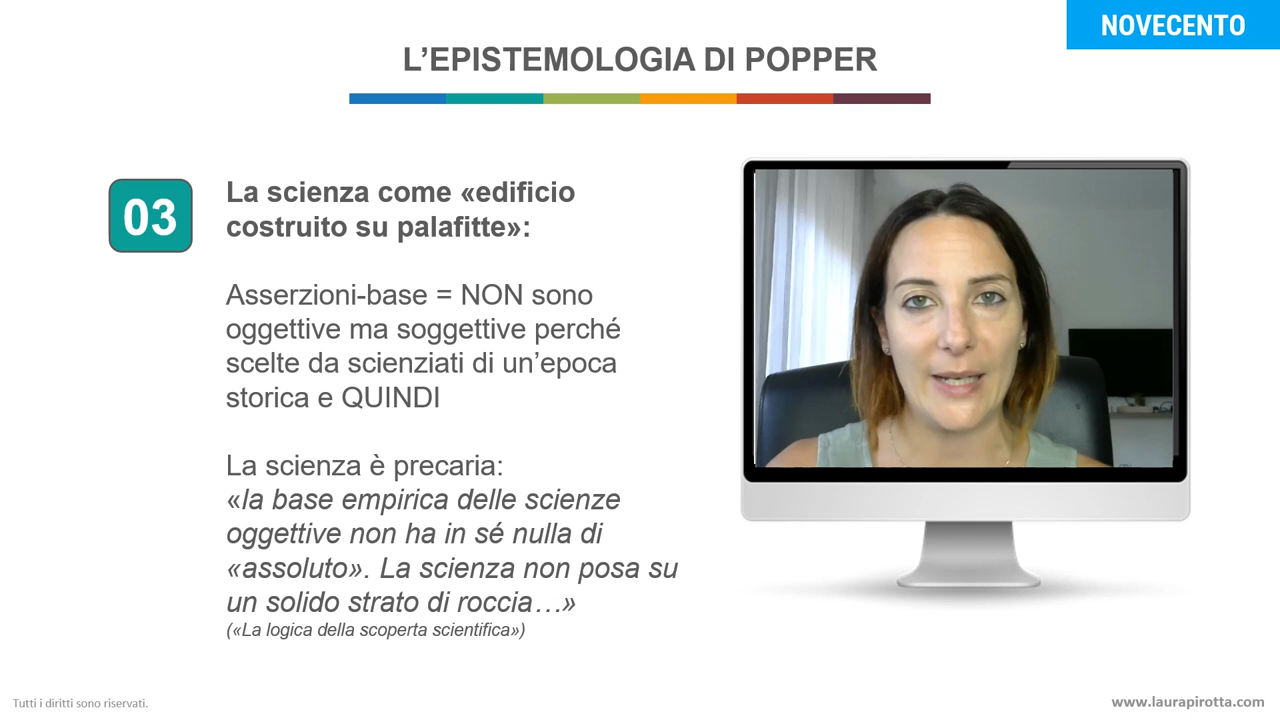 NOVECENTO
L’EPISTEMOLOGIA DI POPPER
03
La scienza come «edificio
costruito su palafitte»:
Asserzioni-base = NON sono
oggettive ma soggettive perché
scelte da scienziati di un’epoca
storica e QUINDI
La scienza è precaria:
«la base empirica delle scienze
oggettive non ha in sé nulla di
«assoluto». La scienza non posa su
un solido strato di roccia…»
(«La logica della scoperta scientifica»)
Tutti i diritti sono riservati.
www.laurapirotta.com